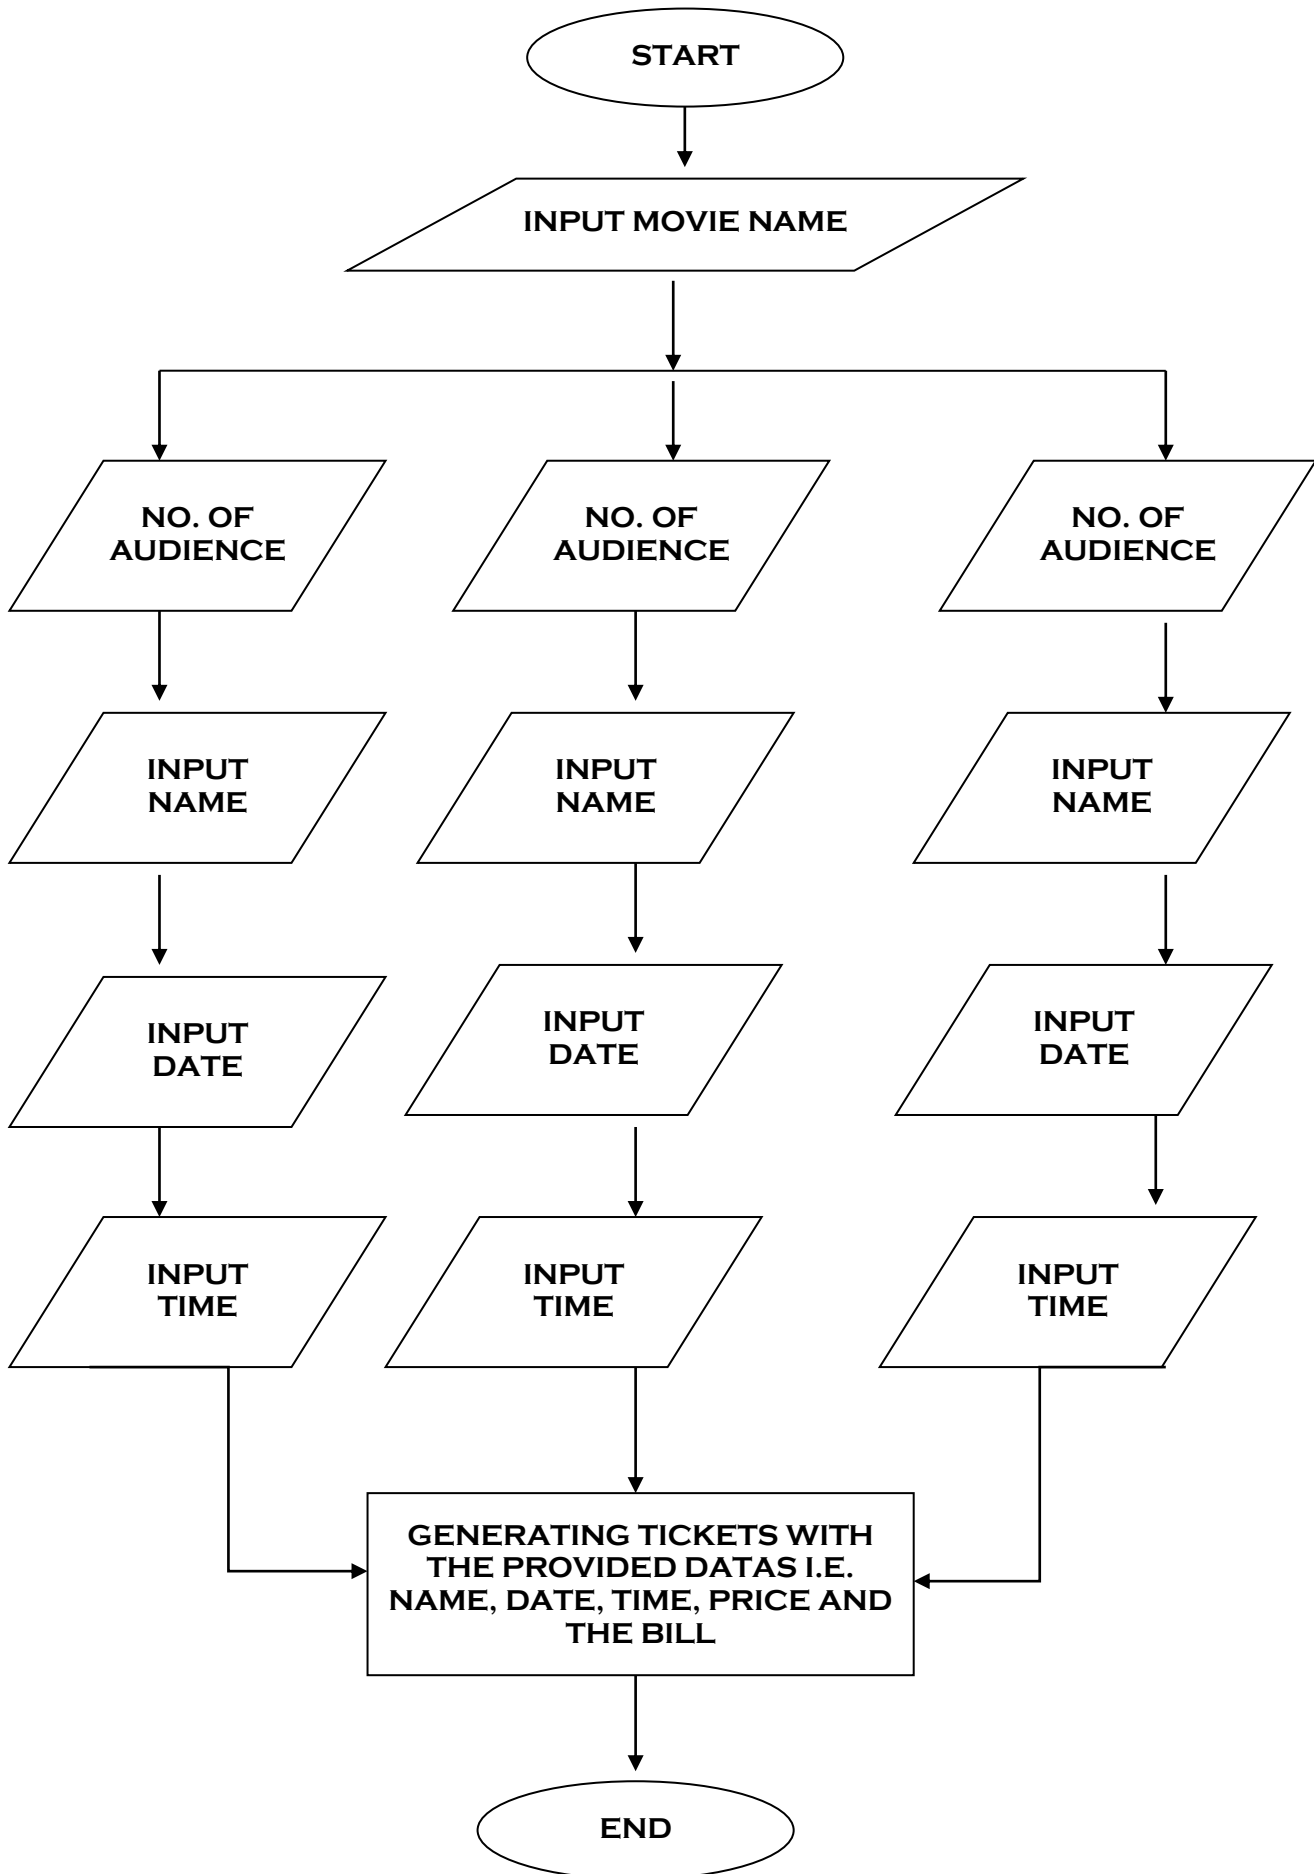 START
INPUT MOVIE NAME
NO. OF
AUDIENCE
NO. OF
AUDIENCE
NO. OF
AUDIENCE
INPUT
NAME
INPUT
NAME
INPUT
NAME
INPUT
DATE
INPUT
DATE
INPUT
DATE
INPUT
TIME
INPUT
TIME
INPUT
TIME
GENERATING TICKETS WITH
THE PROVIDED DATAS I.E.
NAME, DATE, TIME, PRICE AND
THE BILL
END